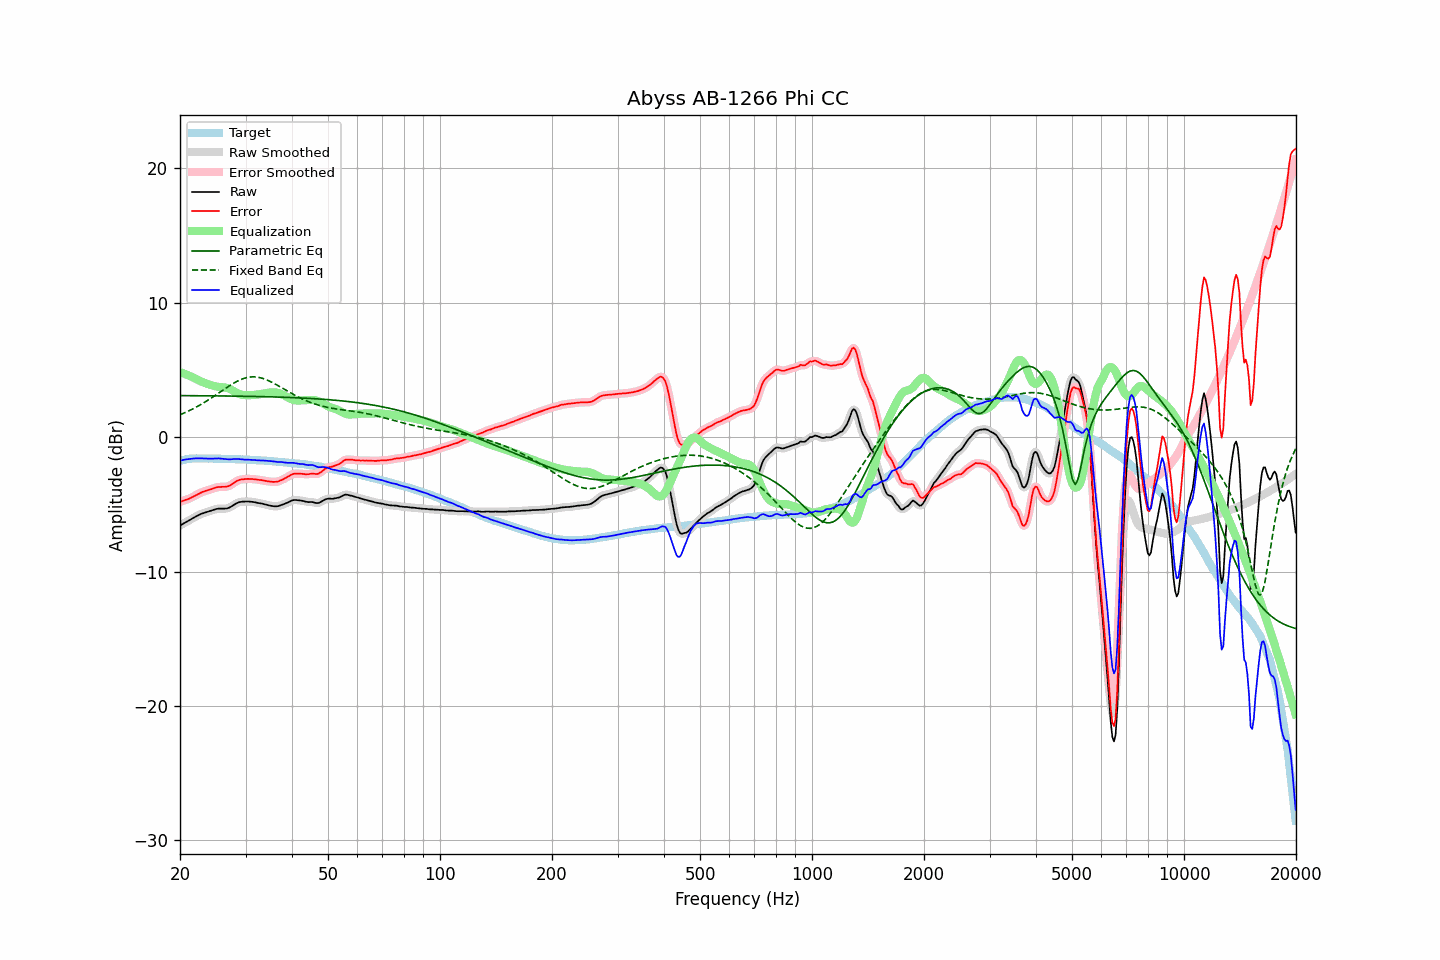 Abyss AB-1266 Phi CC
Target
Raw Smoothed
Error Smoothed
Raw
Error
Equalization
Parametric Eq
Fixed Band Eq
Equalized
Amplitude (dBr)
20
10
0
−10
−20
−30
20 50 100 200 500 1000 2000 5000 10000 20000
Frequency (Hz)